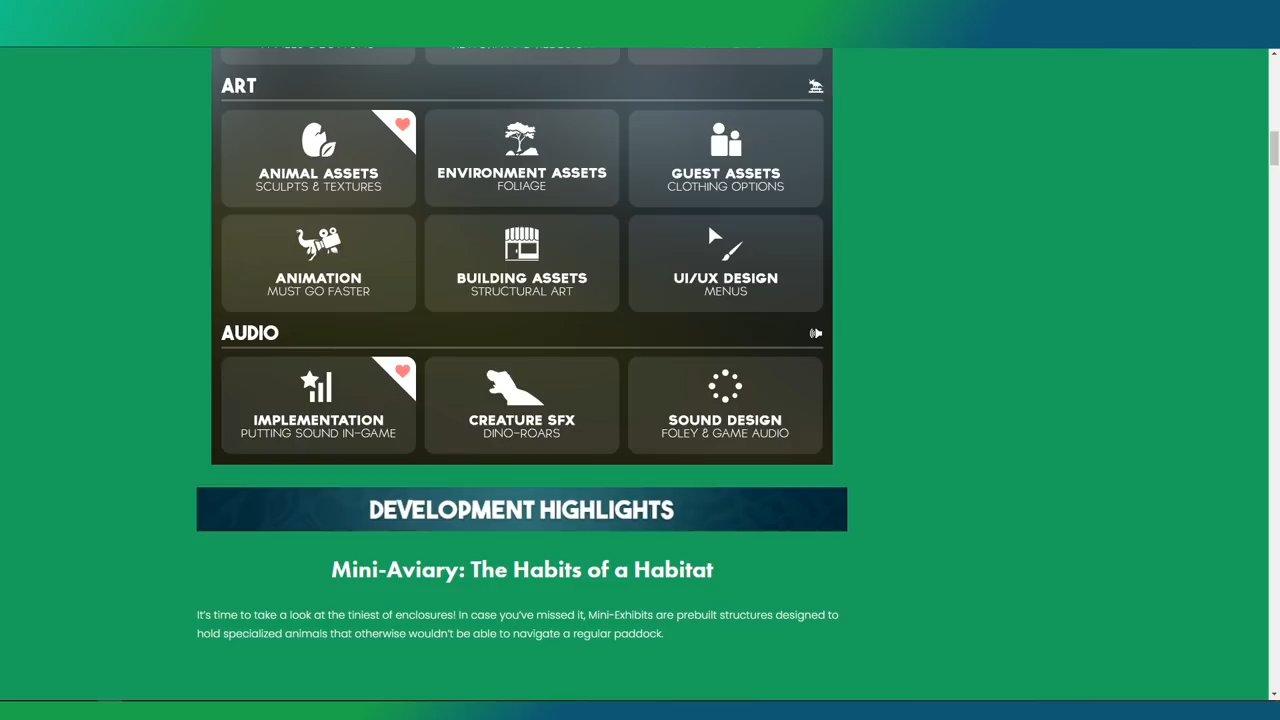 ART
ANIMAL ASSETS
SCULPTS & TEXTURES
ENVIRONMENT ASSETS
FOLIAGE
GUEST ASSETS
CLOTHING OPTIONS
ANIMATION
MUST GO FASTER
BUILDING ASSETS
STRUCTURAL ART
UI/UX DESIGN
MENUS
AUDIO
IMPLEMENTATION
PUTTING SOUND IN-GAME
CREATURE SFX
DINO-ROARS
SOUND DESIGN
FOLEY & GAME AUDIO
DEVELOPMENT HIGHLIGHTS
Mini-Aviary: The Habits of a Habitat
It's time to take a look at the tiniest of enclosures! In case you've missed it, Mini-Exhibits are prebuilt structures designed to
hold specialized animals that otherwise wouldn't be able to navigate a regular paddock.